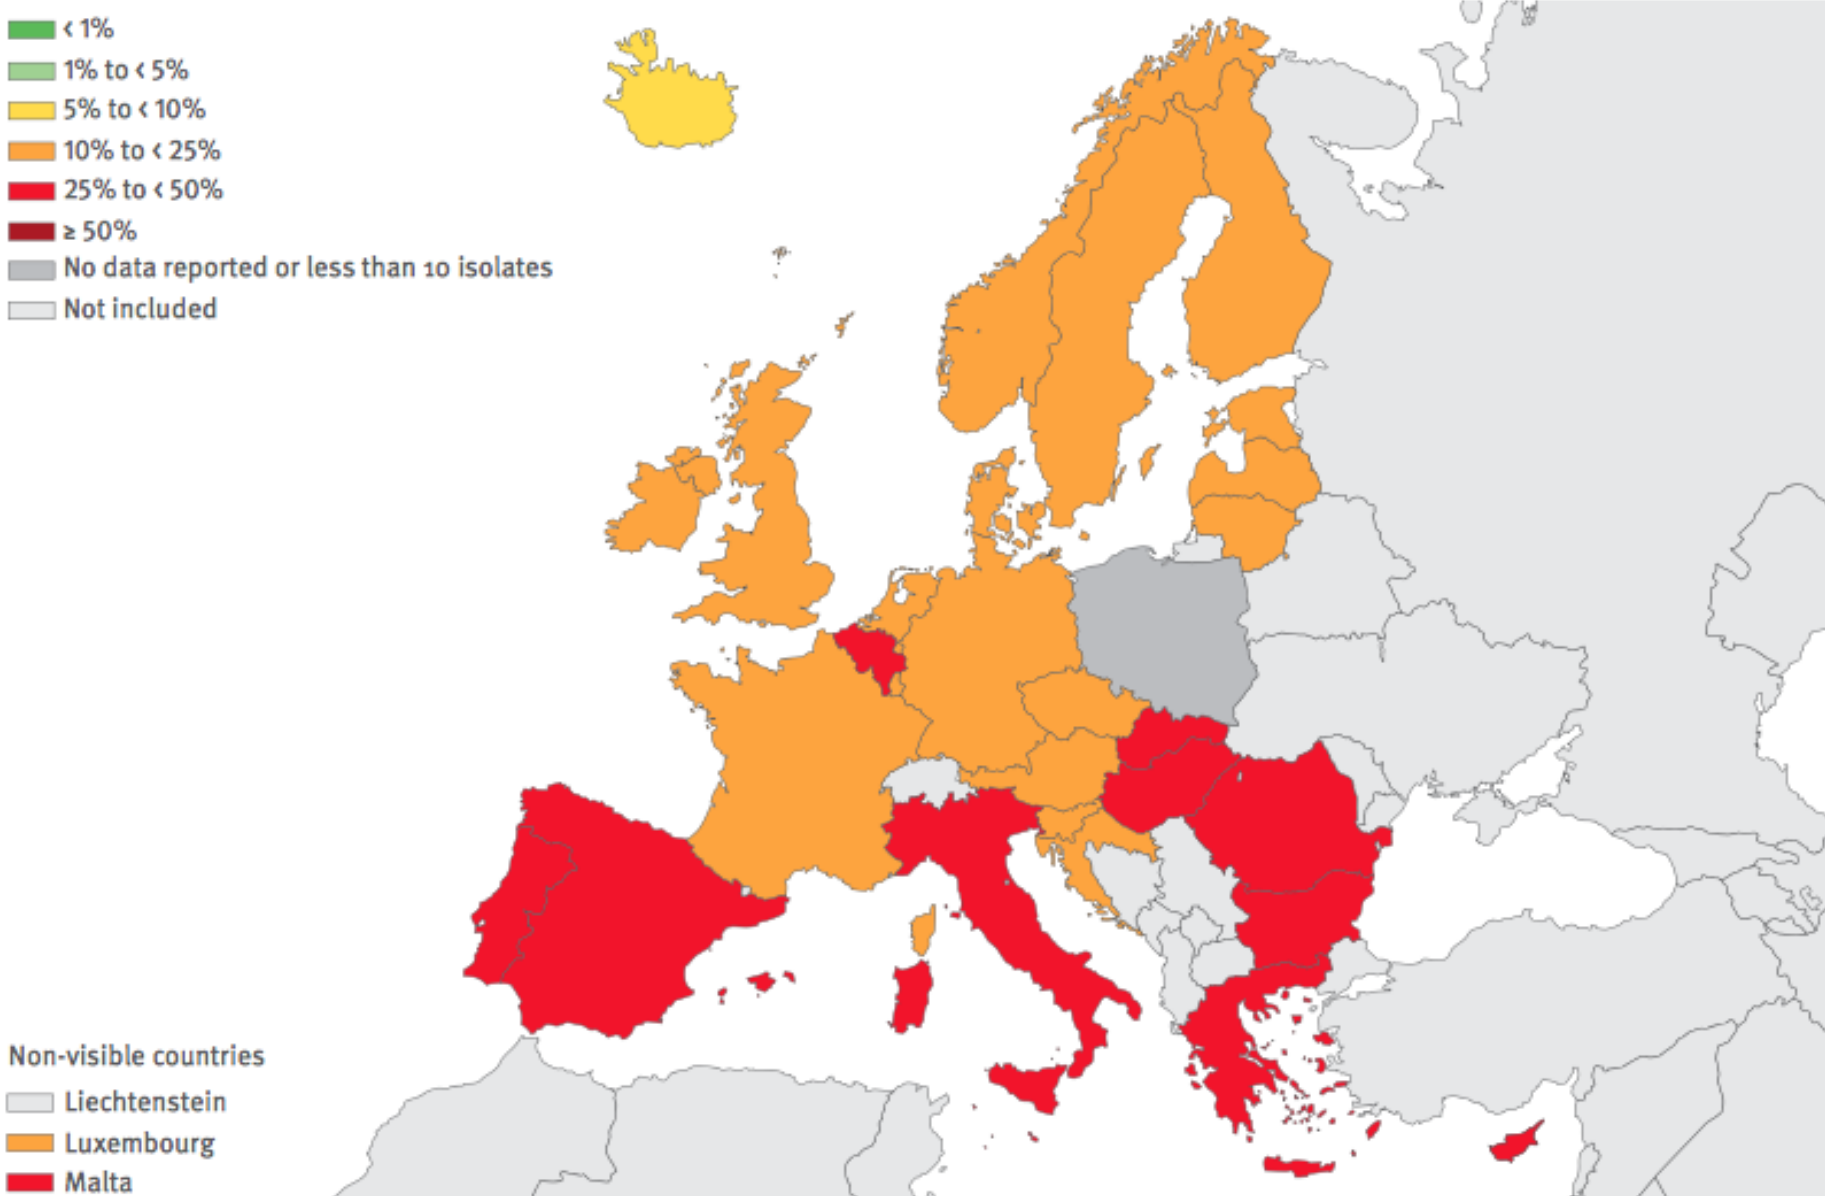 < 1%
1% to < 5%
5% to < 10%
10% to < 25%
25% to < 50%
≥ 50%
No data reported or less than 10 isolates
Not included
Non-visible countries
Liechtenstein
Luxembourg
Malta